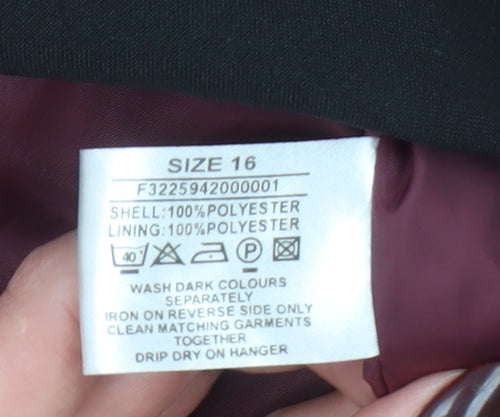 SIZE 16
F3225942000001
SHELL:100%POLYESTER
LINING:100%POLYESTER
40 P
WASH DARK COLOURS
SEPARATELY
IRON ON REVERSE SIDE ONLY
CLEAN MATCHING GARMENTS
TOGETHER
DRIP DRY ON HANGER